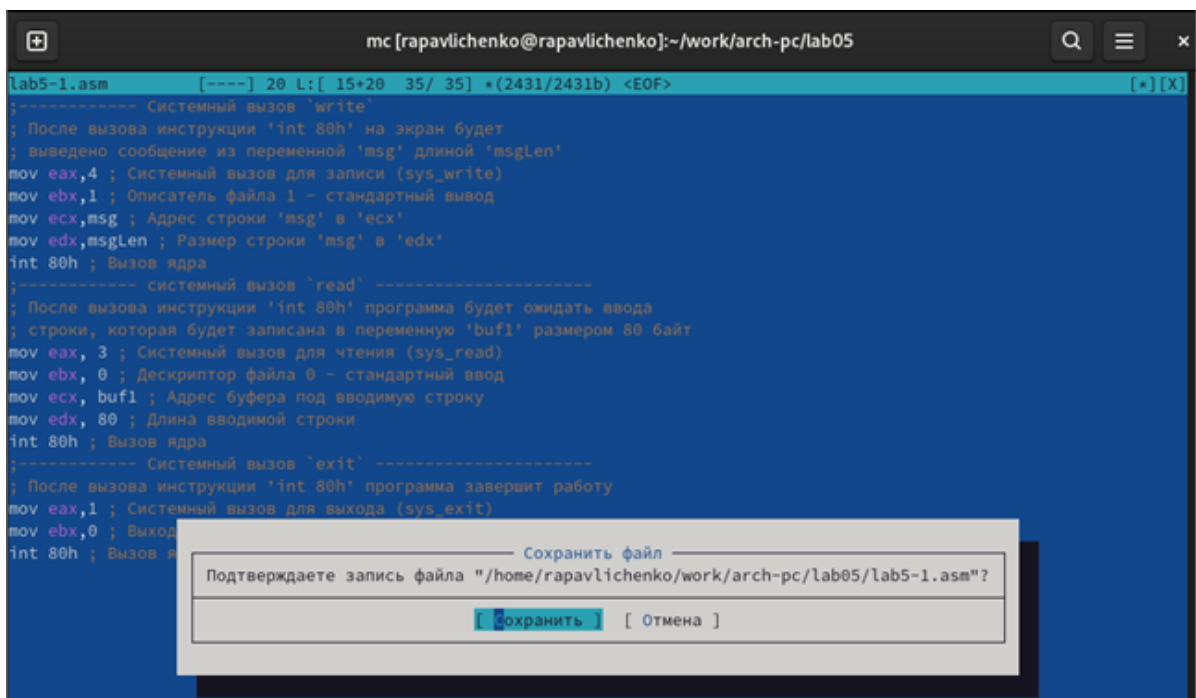 mc [rapavlichenko@rapavlichenko]:~/work/arch-pc/lab05
lab5-1.asm [----] 20 L:[ 15+20 35/ 35] *(2431/2431b) <EOF> [*][X]
;------------ Системный вызов `write`
; После вызова инструкции 'int 80h' на экран будет
; выведено сообщение из переменной 'msg' длиной 'msgLen'
mov eax,4 ; Системный вызов для записи (sys_write)
mov ebx,1 ; Описатель файла 1 - стандартный вывод
mov ecx,msg ; Адрес строки 'msg' в 'ecx'
mov edx,msgLen ; Размер строки 'msg' в 'edx'
int 80h ; Вызов ядра
;------------ системный вызов `read` ----------------------
; После вызова инструкции 'int 80h' программа будет ожидать ввода
; строки, которая будет записана в переменную 'buf1' размером 80 байт
mov eax, 3 ; Системный вызов для чтения (sys_read)
mov ebx, 0 ; Дескриптор файла 0 - стандартный ввод
mov ecx, buf1 ; Адрес буфера под вводимую строку
mov edx, 80 ; Длина вводимой строки
int 80h ; Вызов ядра
;------------ Системный вызов `exit` ----------------------
; После вызова инструкции 'int 80h' программа завершит работу
mov eax,1 ; Системный вызов для выхода (sys_exit)
mov ebx,0 ; Выход
int 80h ; Вызов я
Сохранить файл
Подтверждаете запись файла "/home/rapavlichenko/work/arch-pc/lab05/lab5-1.asm"?
[ Сохранить ] [ Отмена ]